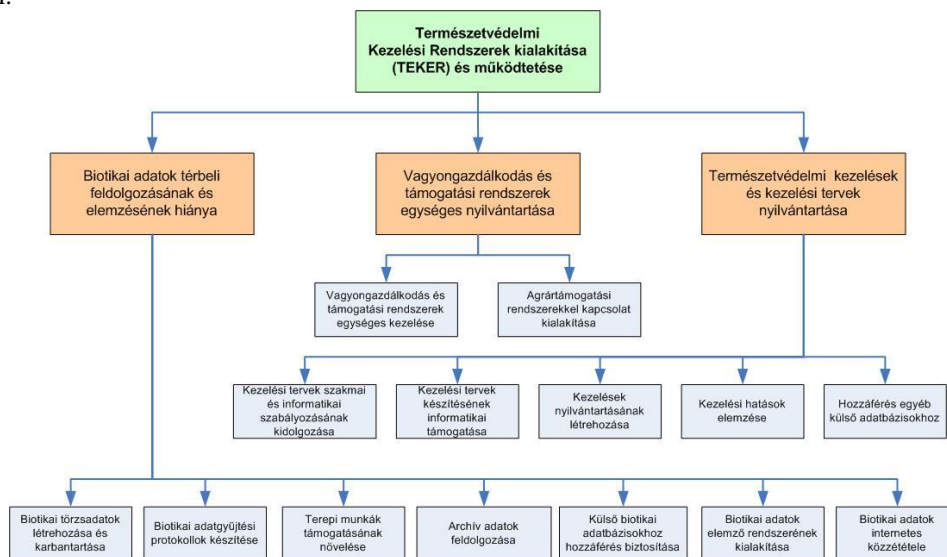 Természetvédelmi
Kezelési Rendszerek kialakítása
(TEKER) és működtetése
Biotikai adatok térbeli
feldolgozásának és
elemzésének hiánya
Vagyongazdálkodás és
támogatási rendszerek
egységes nyilvántartása
Természetvédelmi kezelések
és kezelési tervek
nyilvántartása
Vagyongazdálkodás és
támogatási rendszerek
egységes kezelése
Agrártámogatási
rendszerekkel kapcsolat
kialakítása
Kezelési tervek szakmai
és informatikai
szabályozásának
kidolgozása
Kezelési tervek
készítésének
informatikai
támogatása
Kezelések
nyilvántartásának
létrehozása
Kezelési hatások
elemzése
Hozzáférés egyéb
külső adatbázisokhoz
Biotikai törzsadatok
létrehozása és
karbantartása
Biotikai adatgyűjtési
protokollok készítése
Terepi munkák
támogatásának
növelése
Archív adatok
feldolgozása
Külső biotikai
adatbázisokhoz
hozzáférés biztosítása
Biotikai adatok
elemző rendszerének
kialakítása
Biotikai adatok
internetes
közzététele